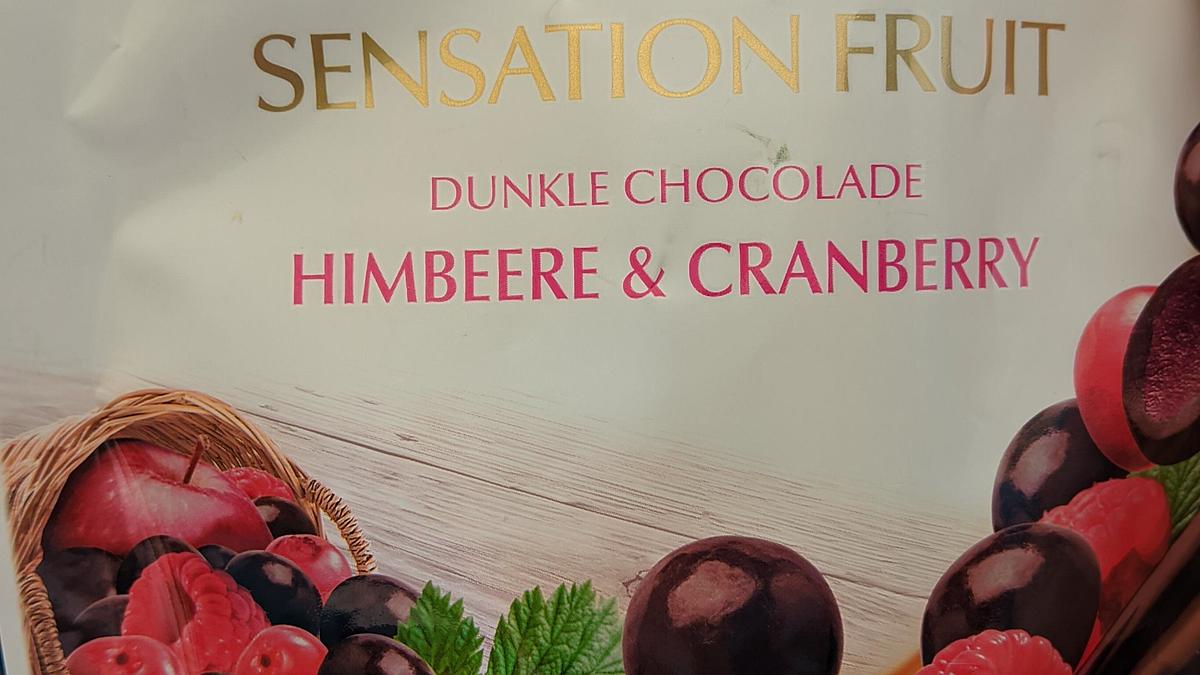 SENSATION FRUIT
DUNKLE CHOCOLADE
HIMBEERE & CRANBERRY